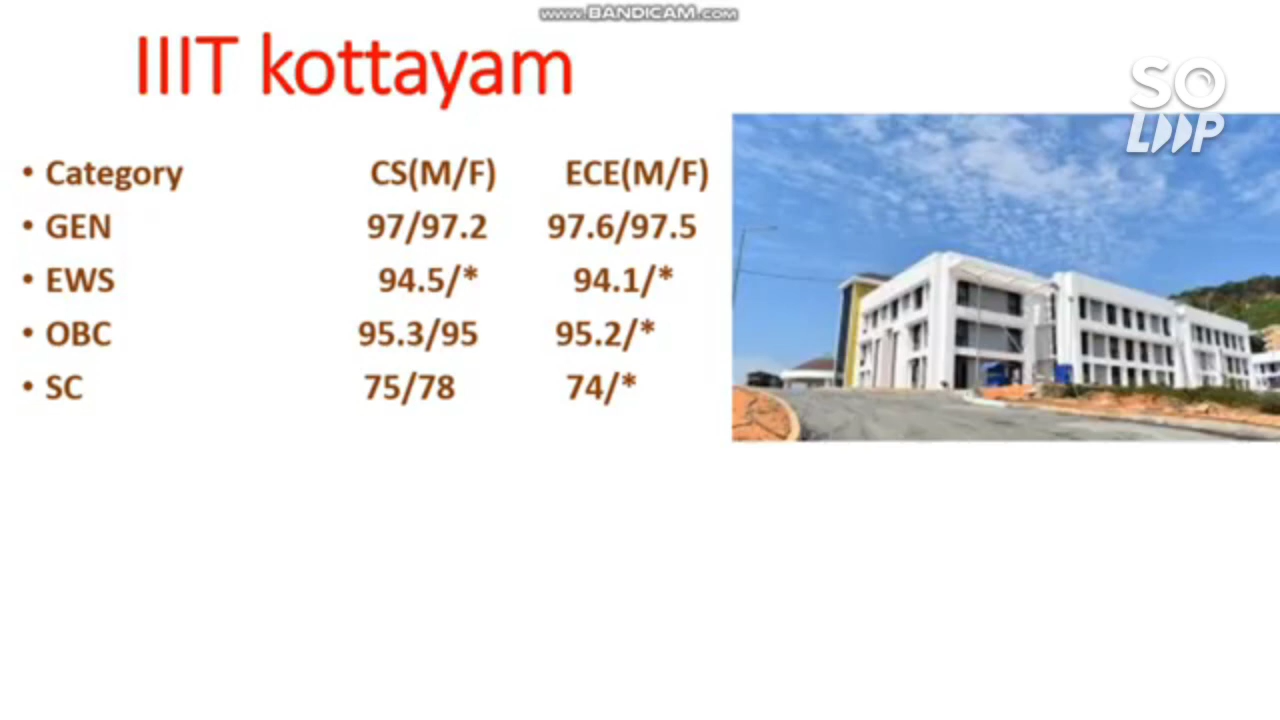 www.BANDICAM.com
IIIT kottayam
SO
LOOP
• Category CS(M/F) ECE(M/F)
• GEN 97/97.2 97.6/97.5
• EWS 94.5/* 94.1/*
• OBC 95.3/95 95.2/*
• SC 75/78 74/*